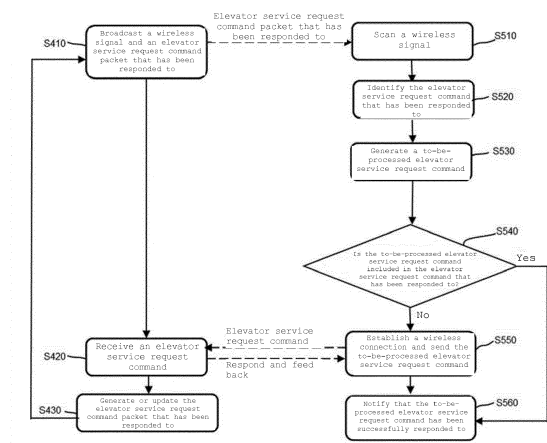 Elevator service request
command packet that has
been responded to
S410
Broadcast a wireless
signal and an elevator
service request command
packet that has been
responded to
Scan a wireless
signal
S510
Identify the elevator
service request command
that has been responded
to
S520
Generate a to-be-
processed elevator
service request command
S530
S540
Is the to-be-processed elevator
service request command
included in the elevator
service request command that
has been responded to?
Yes
No
Elevator service
request command
S420
Receive an elevator
service request
command
Respond and feed
back
Establish a wireless
connection and send the
to-be-processed elevator
service request command
S550
S430
Generate or update the
elevator service request
command packet that has been
responded to
Notify that the to-be-
processed elevator service
request command has been
successfully responded to
S560